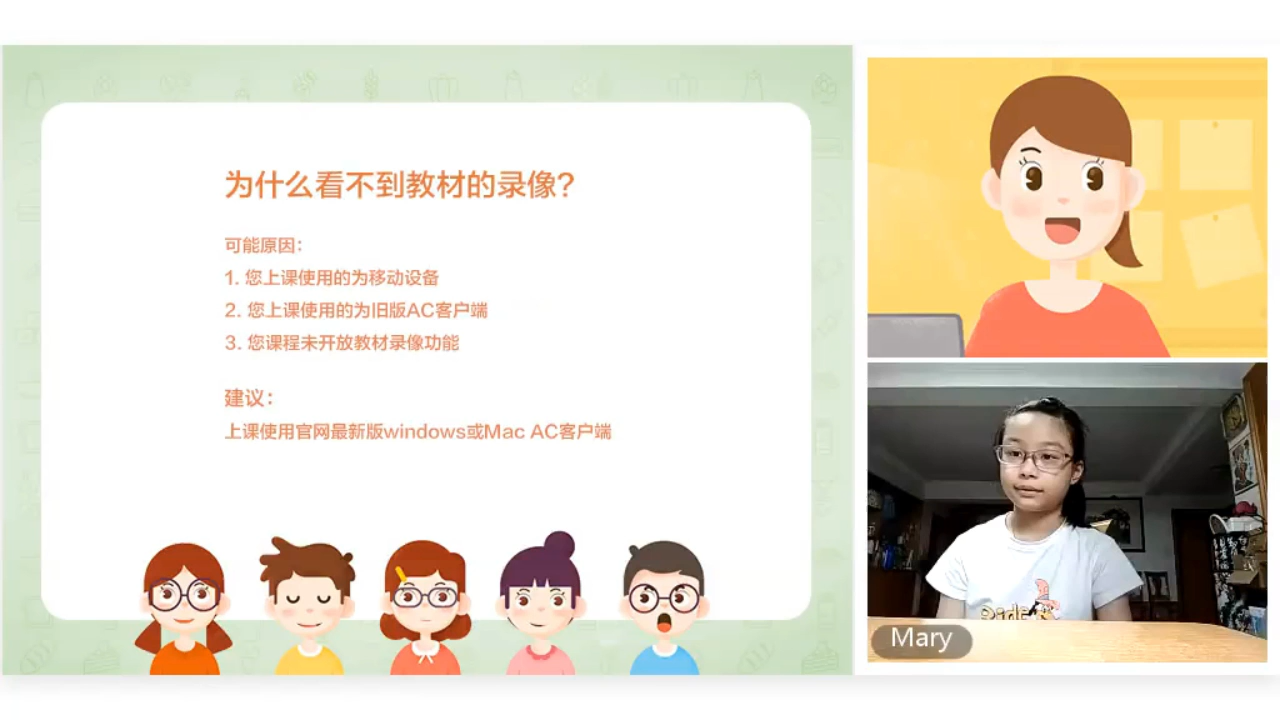 为什么看不到教材的录像?
可能原因:
1. 您上课使用的为移动设备
2. 您上课使用的为旧版AC客户端
3. 您课程未开放教材录像功能
建议:
上课使用官网最新版windows或Mac AC客户端
Mary